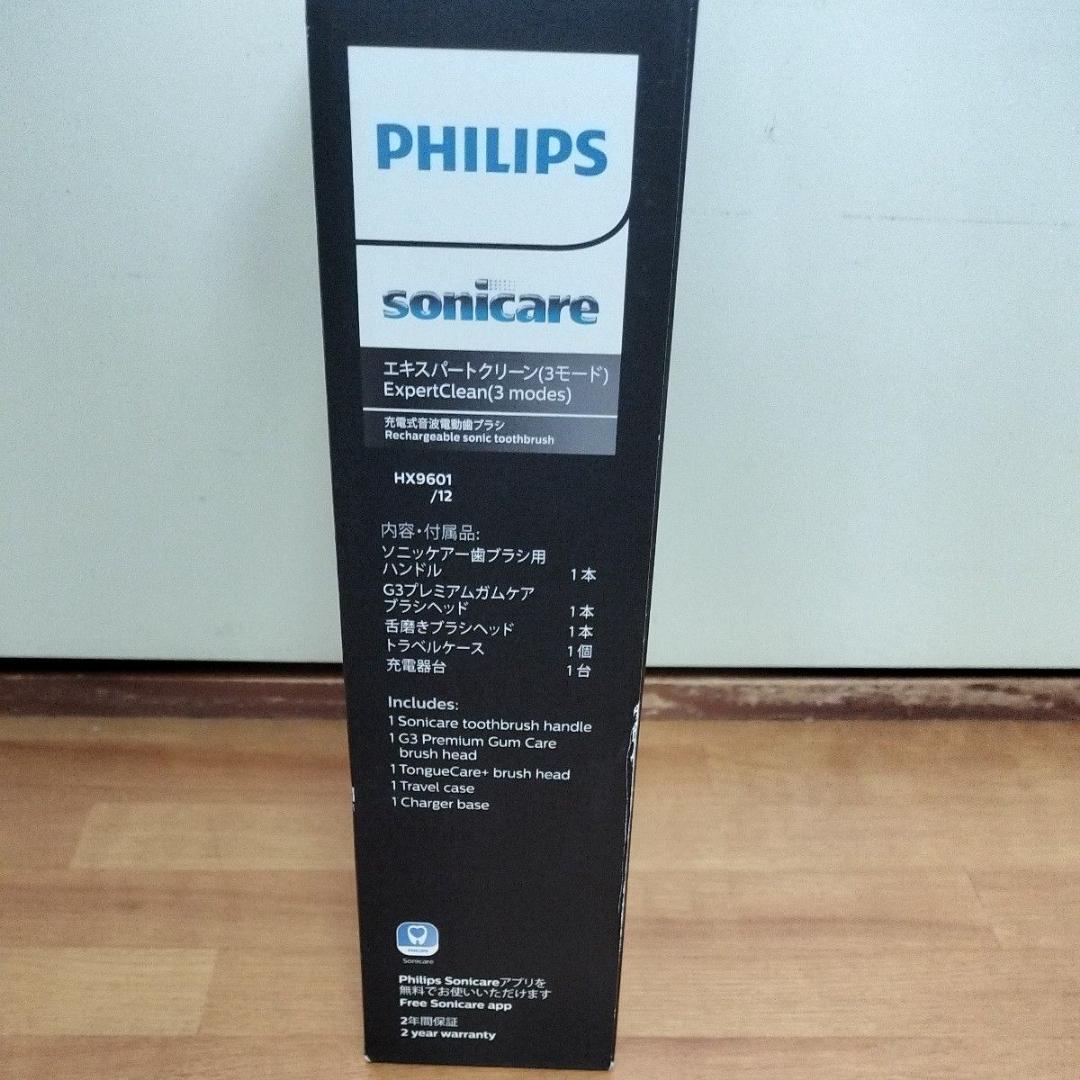 PHILIPS
sonicare
エキスパートクリーン(3モード)
ExpertClean(3 modes)
充電式音波電動歯ブラシ
Rechargeable sonic toothbrush
HX9601
/12
内容・付属品:
ソニッケアー歯ブラシ用
ハンドル 1本
G3プレミアムガムケア
ブラシヘッド 1本
舌磨きブラシヘッド 1本
トラベルケース 1個
充電器台 1台
Includes:
1 Sonicare toothbrush handle
1 G3 Premium Gum Care
brush head
1 TongueCare+ brush head
1 Travel case
1 Charger base
PHILIPS
Sonicare
Philips Sonicareアプリを
無料でお使いいただけます
Free Sonicare app
2年間保証
2 year warranty